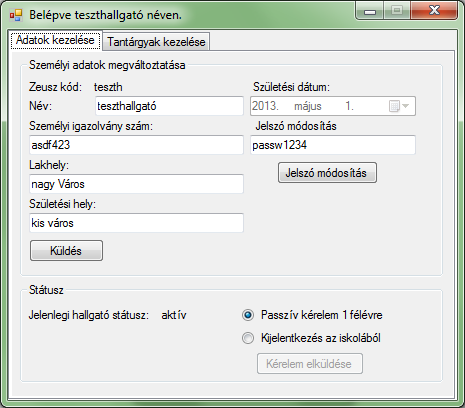 Belépve teszthallgató néven.
Adatok kezelése
Tantárgyak kezelése
Személyi adatok megváltoztatása
Zeusz kód: teszth
Születési dátum:
Név: teszthallgató
2013. május 1.
Személyi igazolvány szám:
Jelszó módosítás
asdf423
passw1234
Lakhely:
Jelszó módosítás
nagy Város
Születési hely:
kis város
Küldés
Státusz
Jelenlegi hallgató státusz: aktív
Passzív kérelem 1 félévre
Kijelentkezés az iskolából
Kérelem elküldése